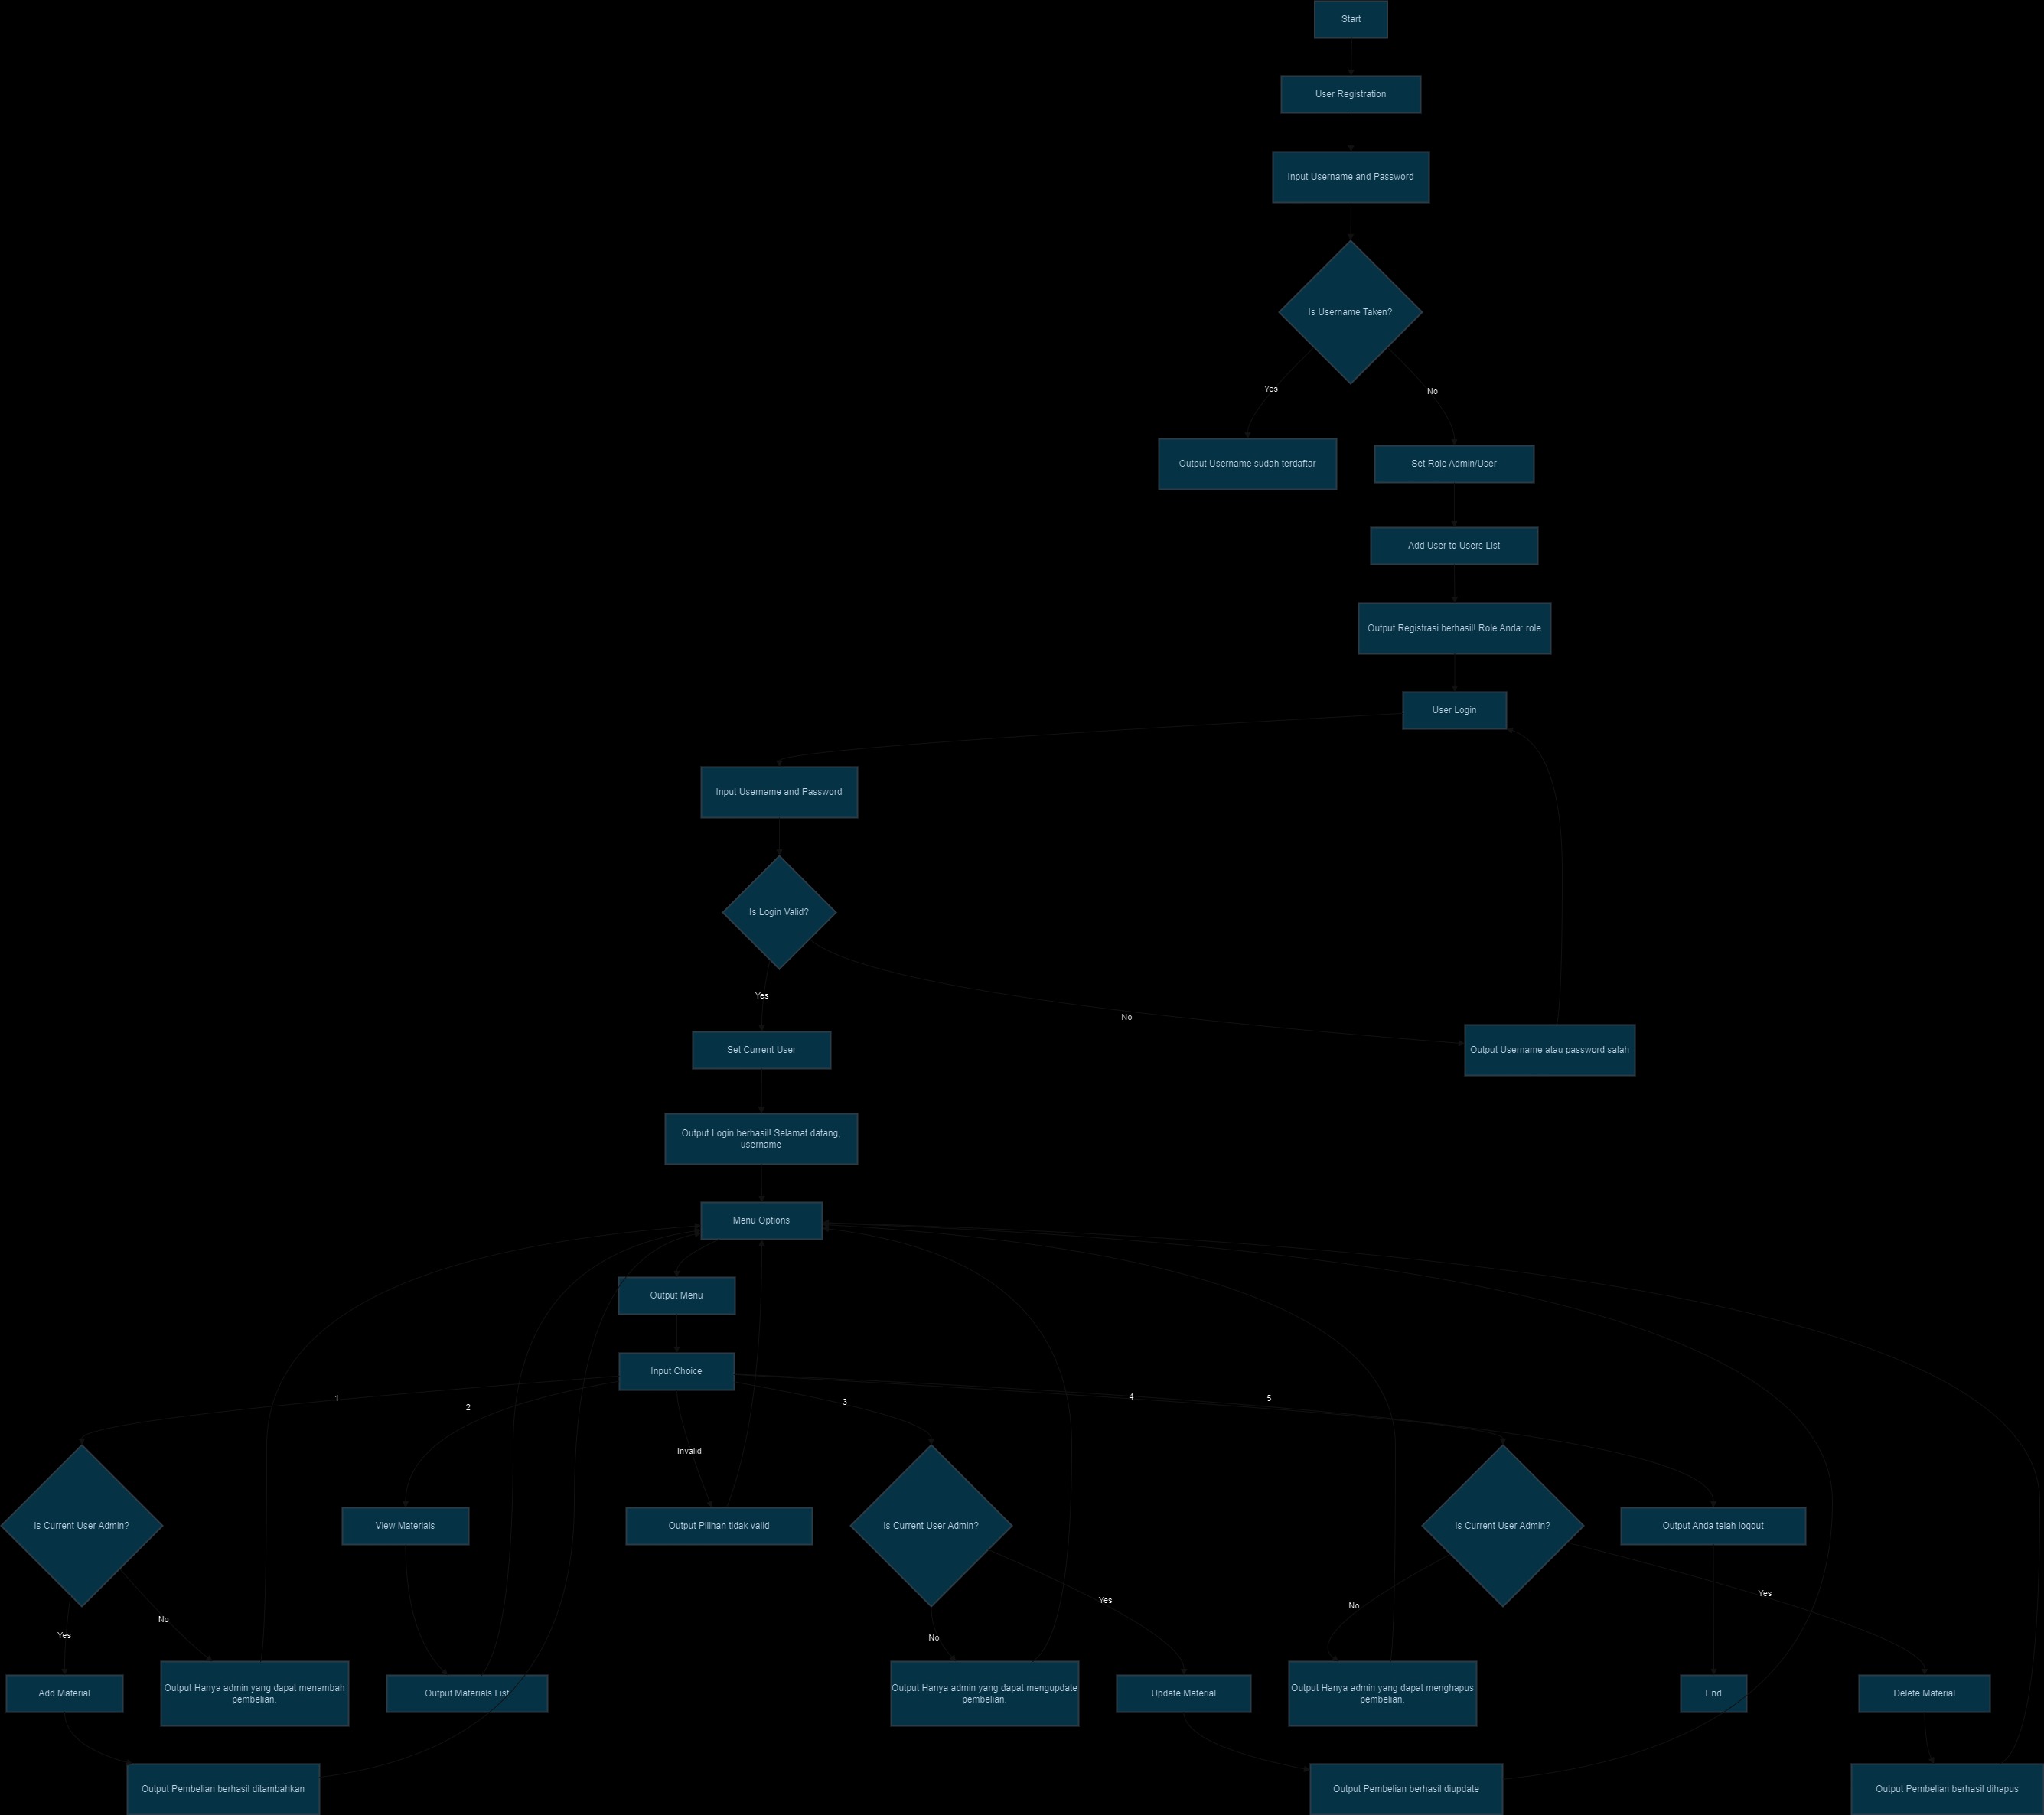 Start
User Registration
Input Username and Password
Is Username Taken?
Yes
No
Output Username sudah terdaftar
Set Role Admin/User
Add User to Users List
Output Registrasi berhasil! Role Anda: role
User Login
Input Username and Password
Is Login Valid?
Yes
No
Set Current User
Output Username atau password salah
Output Login berhasil! Selamat datang,
username
Menu Options
Output Menu
Input Choice
1
2
3
4
5
Invalid
Is Current User Admin?
View Materials
Output Pilihan tidak valid
Is Current User Admin?
Is Current User Admin?
Output Anda telah logout
Yes
No
No
Yes
No
Yes
Add Material
Output Hanya admin yang dapat menambah
pembelian.
Output Materials List
Output Hanya admin yang dapat mengupdate
pembelian.
Update Material
Output Hanya admin yang dapat menghapus
pembelian.
End
Delete Material
Output Pembelian berhasil ditambahkan
Output Pembelian berhasil diupdate
Output Pembelian berhasil dihapus